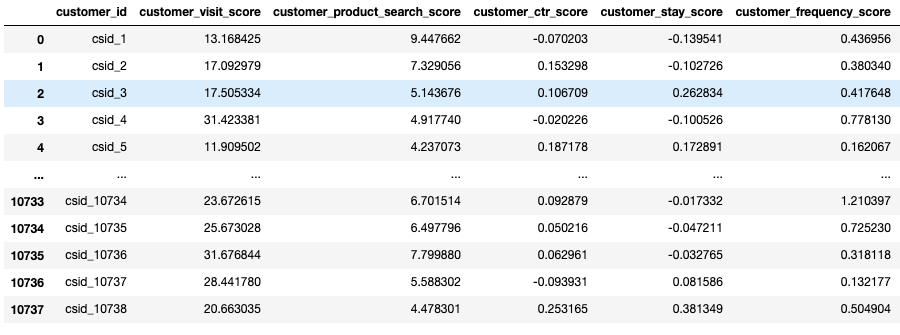 customer_id customer_visit_score customer_product_search_score customer_ctr_score customer_stay_score customer_frequency_score
0 csid_1 13.168425 9.447662 -0.070203 -0.139541 0.436956
1 csid_2 17.092979 7.329056 0.153298 -0.102726 0.380340
2 csid_3 17.505334 5.143676 0.106709 0.262834 0.417648
3 csid_4 31.423381 4.917740 -0.020226 -0.100526 0.778130
4 csid_5 11.909502 4.237073 0.187178 0.172891 0.162067
... ... ... ... ... ... ...
10733 csid_10734 23.672615 6.701514 0.092879 -0.017332 1.210397
10734 csid_10735 25.673028 6.497796 0.050216 -0.047211 0.725230
10735 csid_10736 31.676844 7.799880 0.062961 -0.032765 0.318118
10736 csid_10737 28.441780 5.588302 -0.093931 0.081586 0.132177
10737 csid_10738 20.663035 4.478301 0.253165 0.381349 0.504904